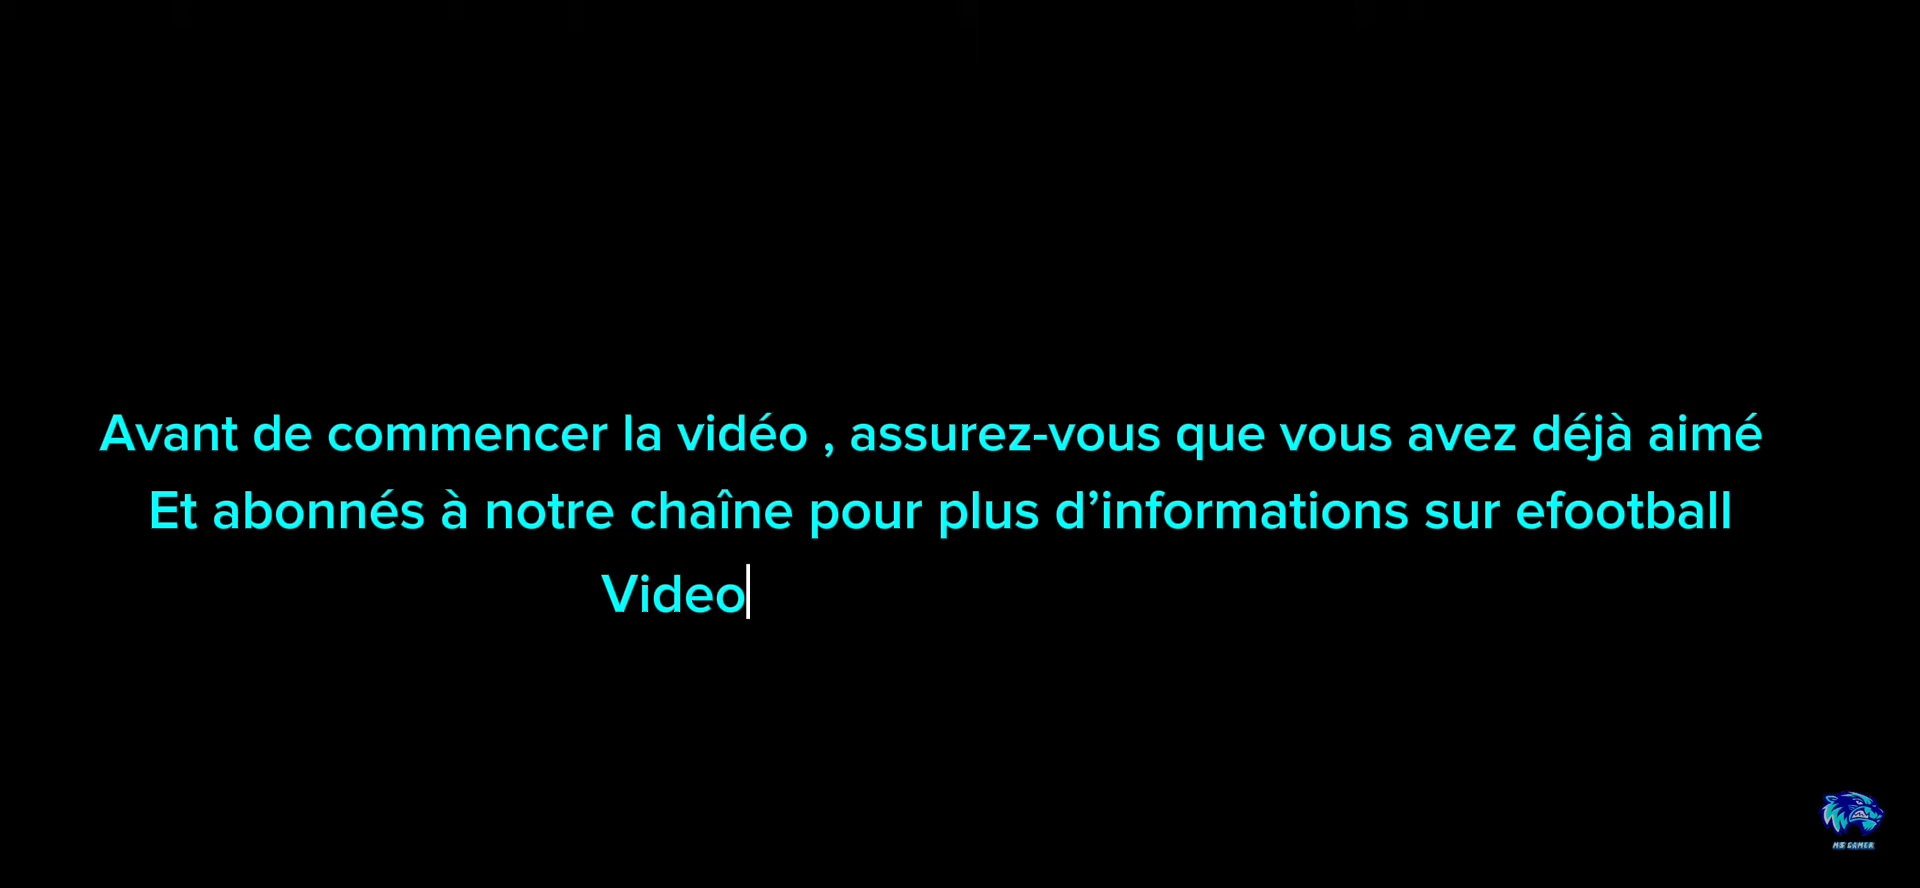 Avant de commencer la vidéo , assurez-vous que vous avez déjà aimé
Et abonnés à notre chaîne pour plus d’informations sur efootball
Video